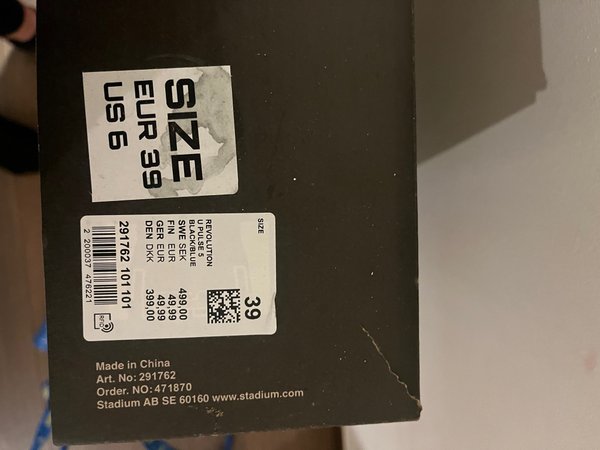 SIZE
EUR 39
US 6
SIZE
39
REVOLUTION
U PULSE 5
BLACK/BLUE
SWE SEK 499,00
FIN EUR 49,99
GER EUR 49,99
DEN DKK 399,00
291762 101101
2 200037 476221
RFID
Made in China
Art. No: 291762
Order. NO: 471870
Stadium AB SE 60160 www.stadium.com